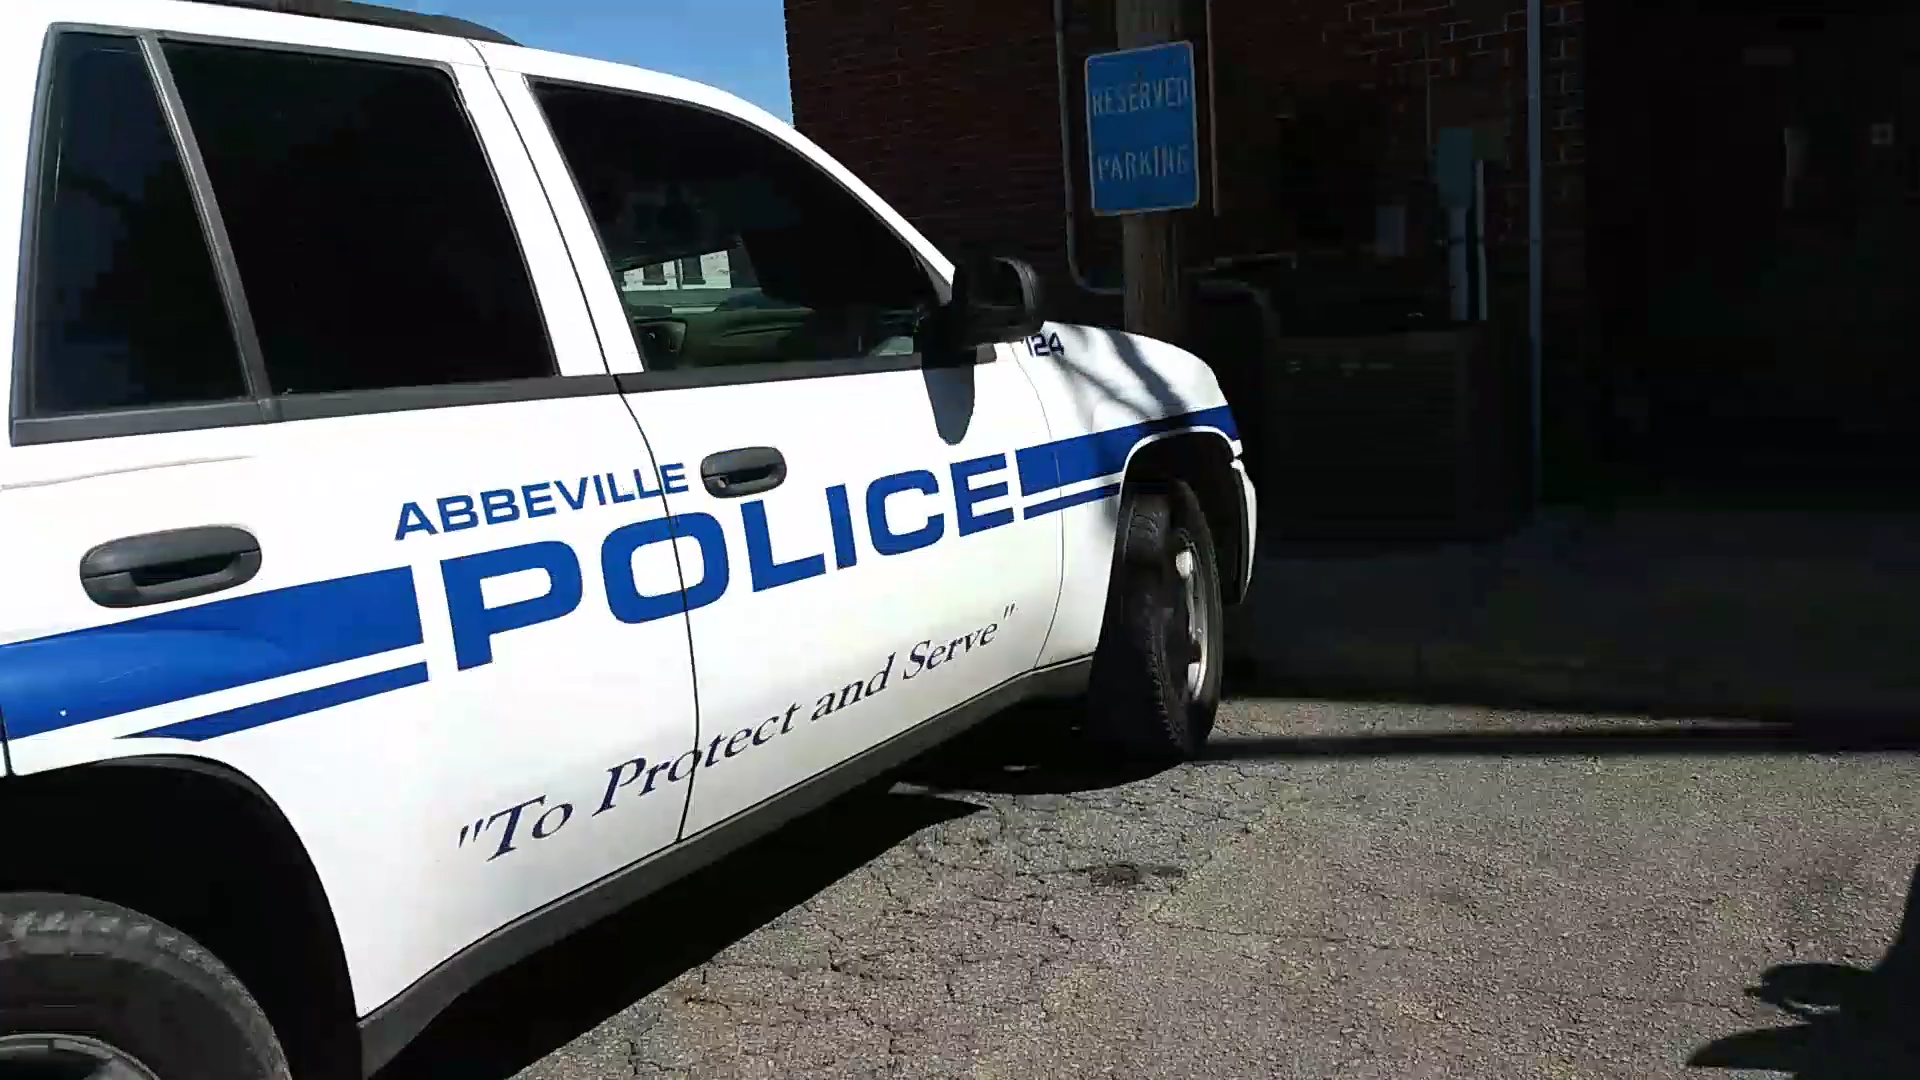 RESERVED
PARKING
124
ABBEVILLE
POLICE
"To Protect and Serve"